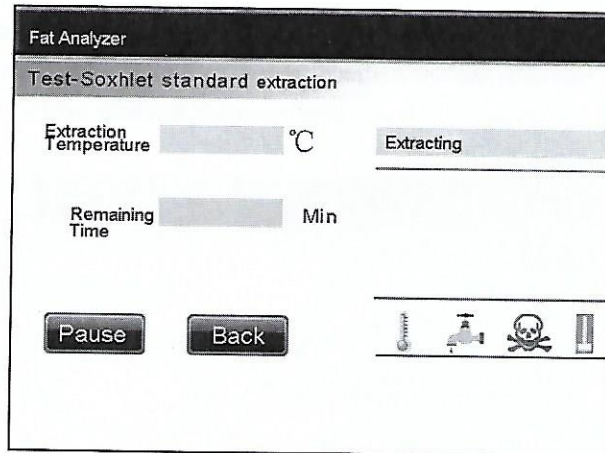 Fat Analyzer
Test-Soxhlet standard extraction
Extraction
Temperature
℃
Extracting
Remaining
Time
Min
Pause
Back